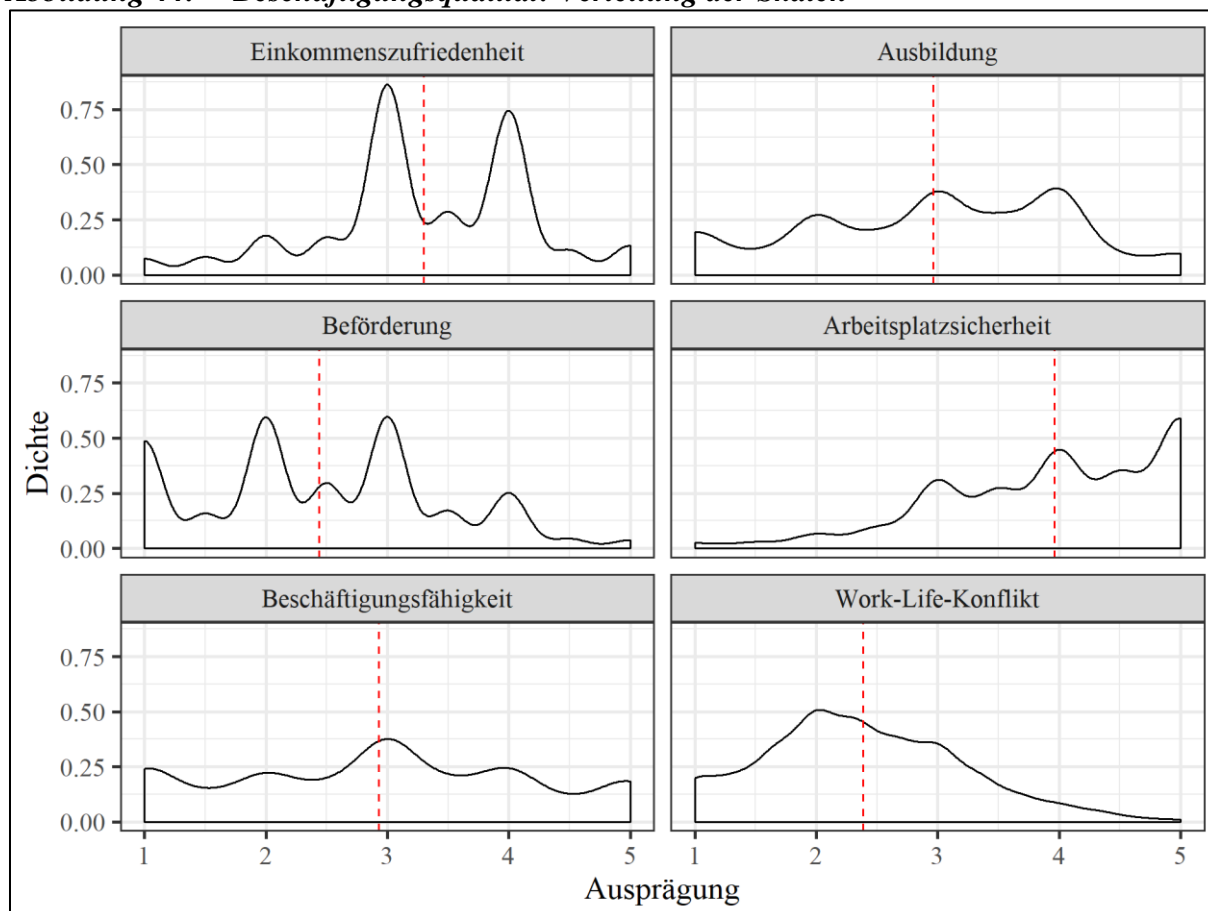 Einkommenszufriedenheit Ausbildung
0.75
0.50
0.25
0.00
Beförderung Arbeitsplatzsicherheit
0.75
0.50
0.25
0.00
Dichte
Beschäftigungsfähigkeit Work-Life-Konflikt
0.75
0.50
0.25
0.00
1 2 3 4 5 1 2 3 4 5
Ausprägung